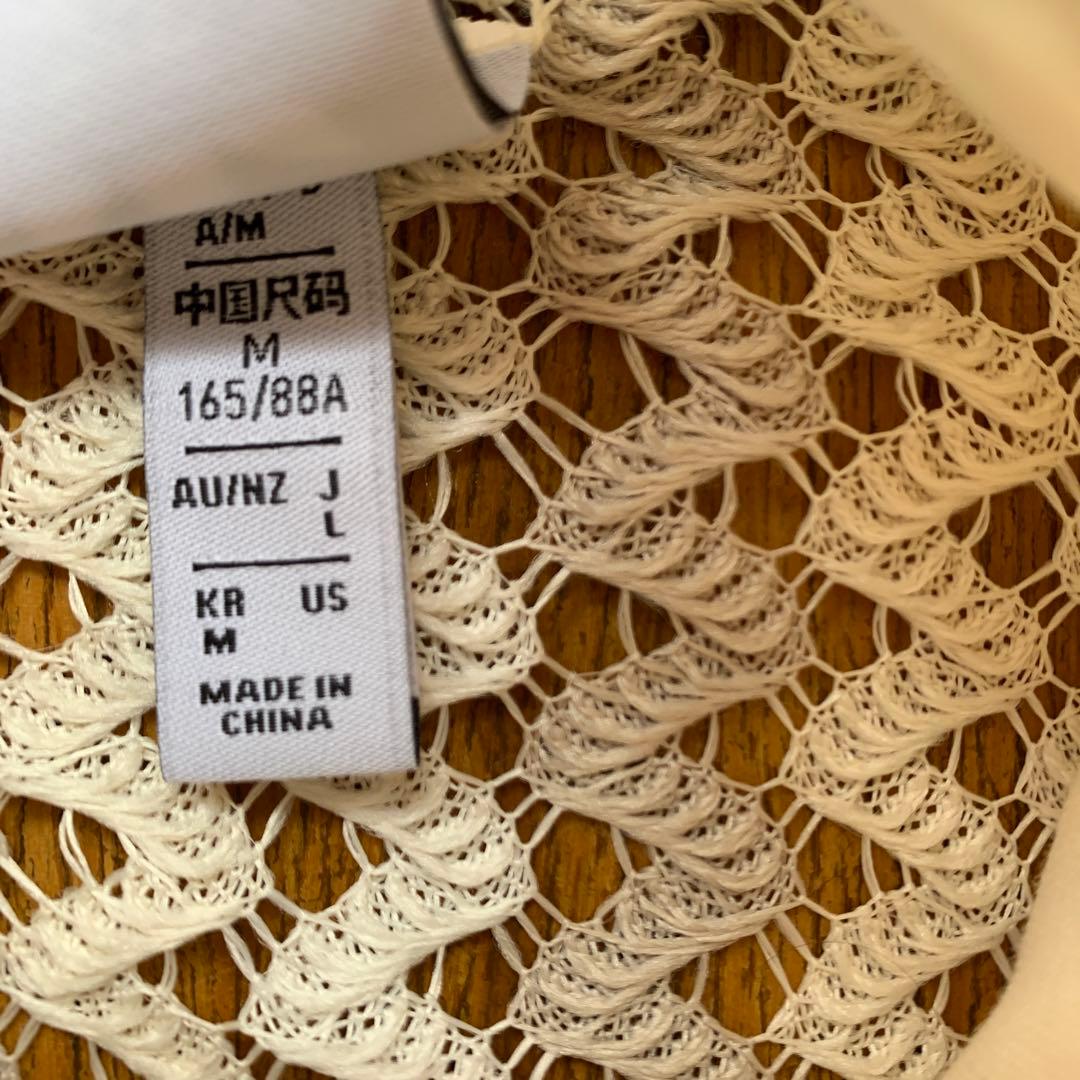 A/M
中国尺码
M
165/88A
AU/NZ J
L
KR US
M
MADE IN
CHINA